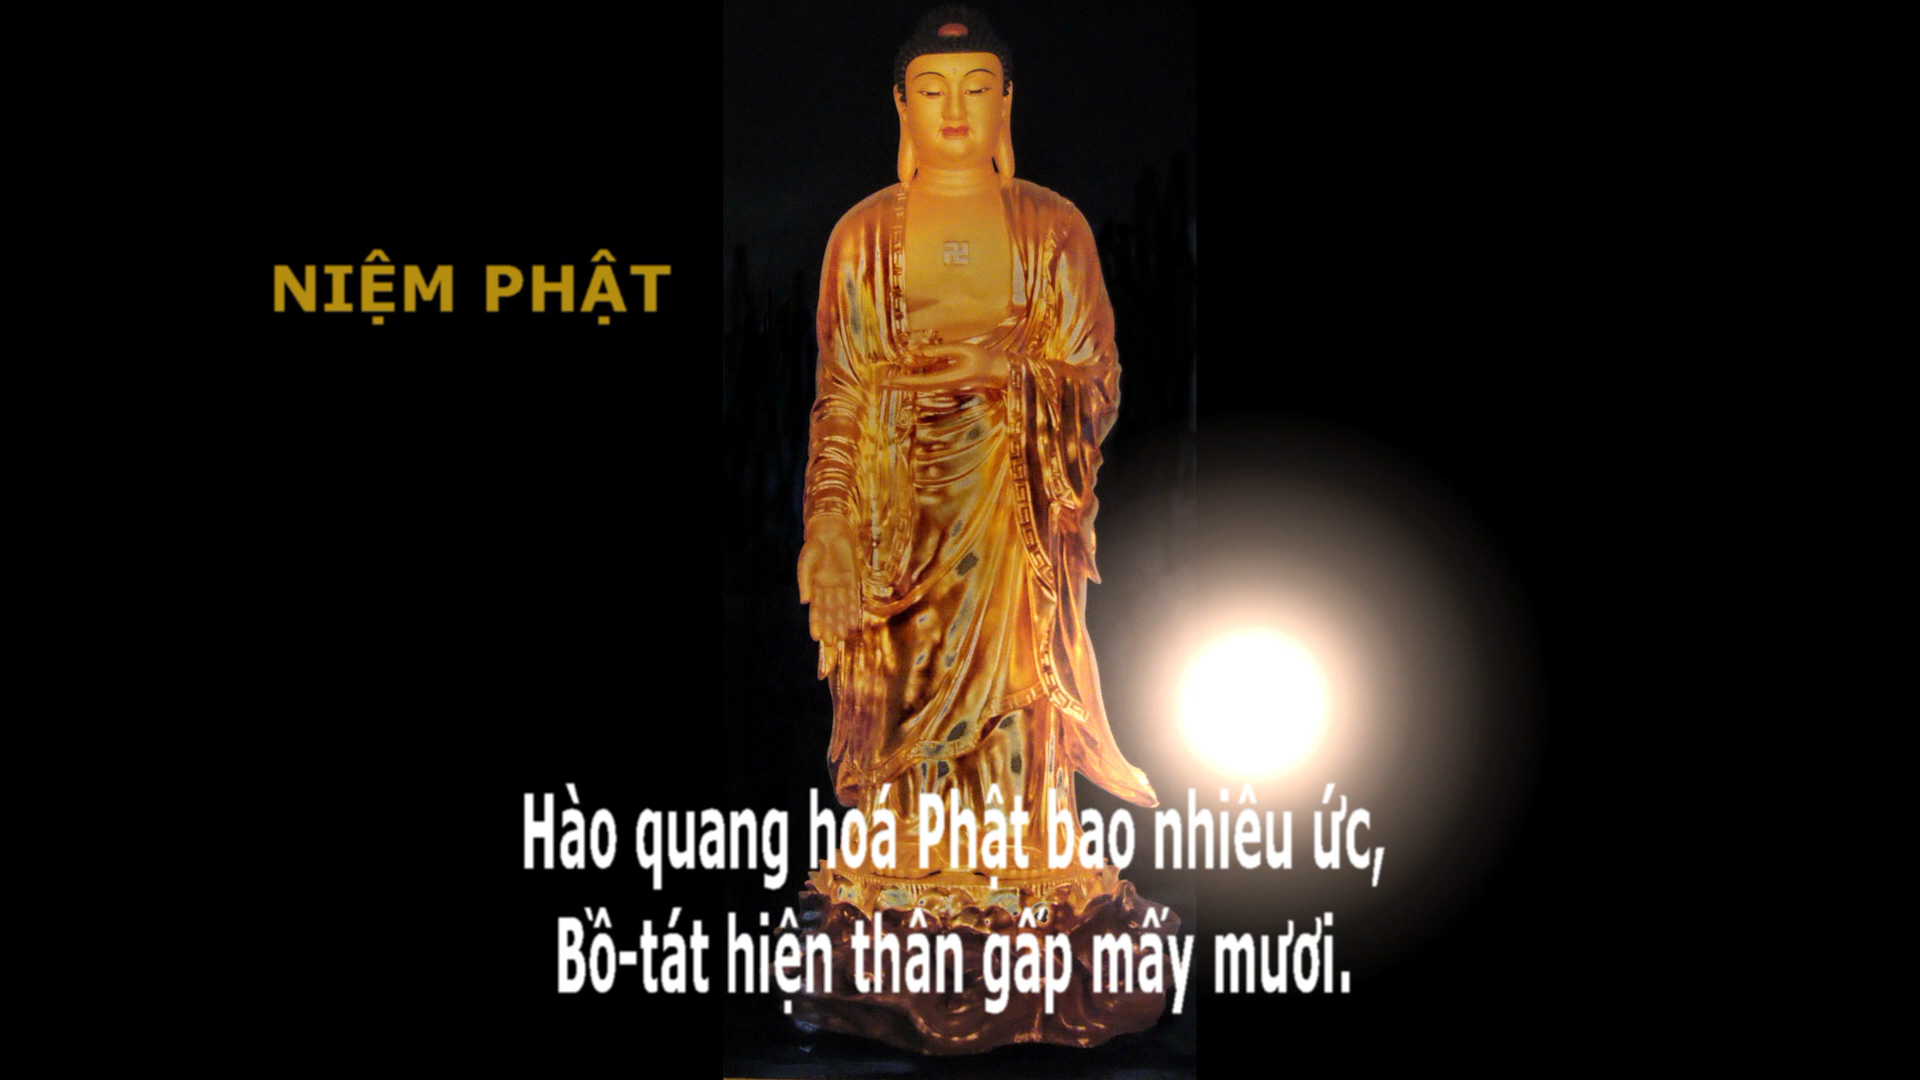 NIỆM PHẬT
Hào quang hoá Phật bao nhiêu ức,
Bồ-tát hiện thân gấp mấy mươi.